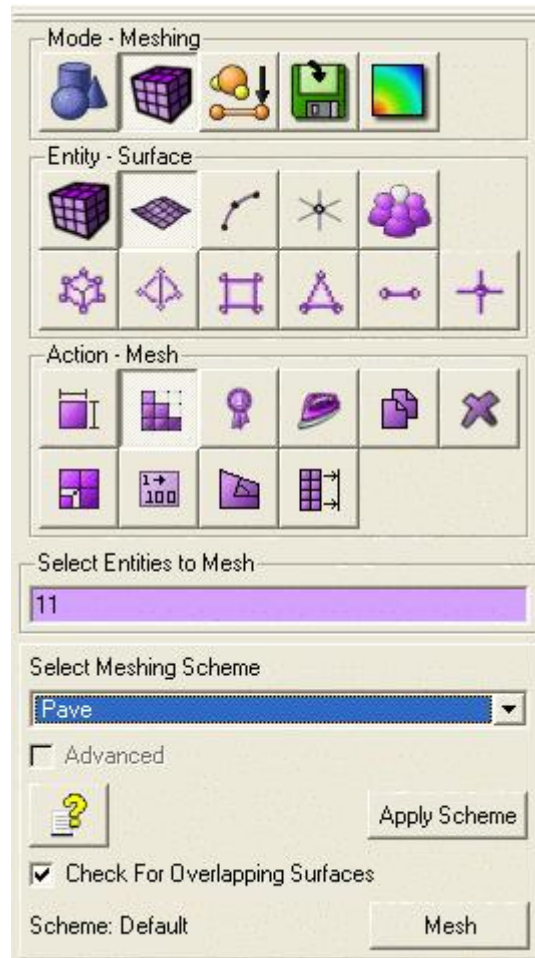 Mode - Meshing
Entity - Surface
Action - Mesh
1
100
Select Entities to Mesh
11
Select Meshing Scheme
Pave
Advanced
Apply Scheme
Check For Overlapping Surfaces
Scheme: Default
Mesh